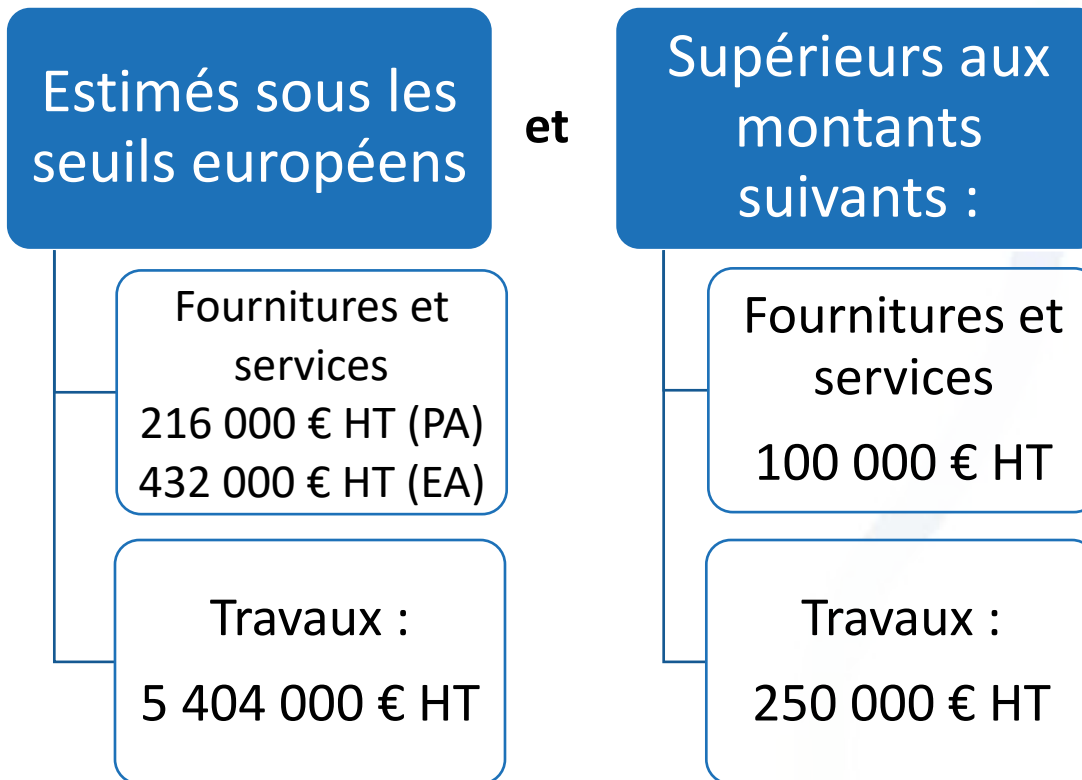 Estimés sous les
seuils européens
et
Supérieurs aux
montants
suivants :
Fournitures et
services
216 000 € HT (PA)
432 000 € HT (EA)
Travaux :
5 404 000 € HT
Fournitures et
services
100 000 € HT
Travaux :
250 000 € HT